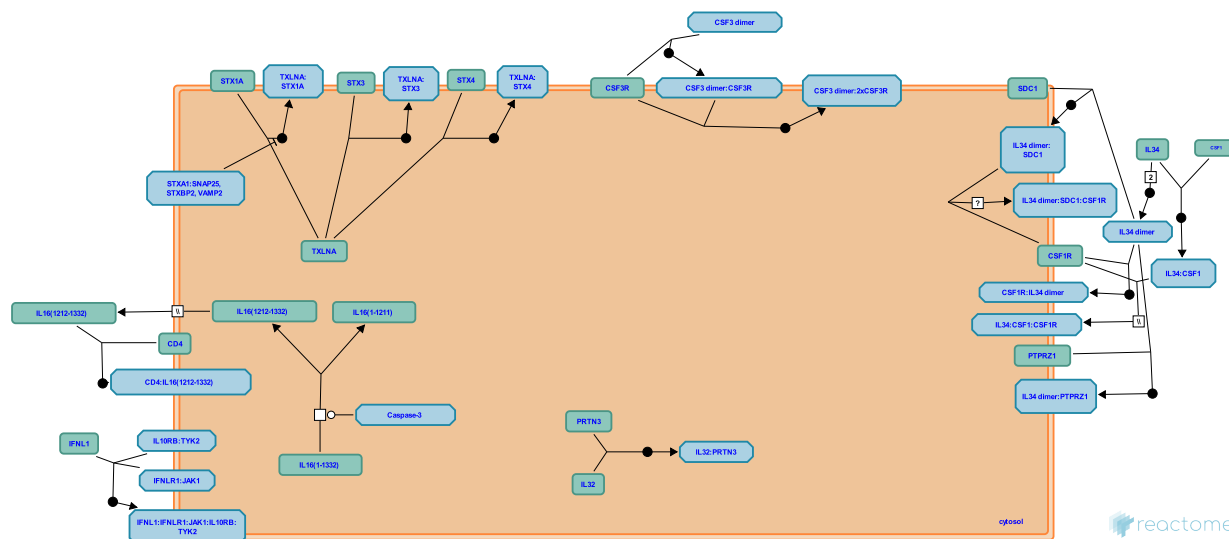 CSF3 dimer
STX1A
TXLNA:
STX1A
STX3
TXLNA:
STX3
STX4
TXLNA:
STX4
CSF3R
CSF3 dimer:CSF3R
CSF3 dimer:2xCSF3R
SDC1
IL34
CSF1
2
IL34 dimer:
SDC1
STXA1:SNAP25,
STXBP2, VAMP2
?
IL34 dimer:SDC1:CSF1R
IL34 dimer
TXLNA
CSF1R
IL34:CSF1
CSF1R:IL34 dimer
IL16(1212-1332)
\\
IL16(1212-1332)
IL16(1-1211)
IL34:CSF1:CSF1R
\\
CD4
PTPRZ1
CD4:IL16(1212-1332)
IL34 dimer:PTPRZ1
Caspase-3
PRTN3
IFNL1
IL10RB:TYK2
IL32:PRTN3
IL16(1-1332)
IFNLR1:JAK1
IL32
IFNL1:IFNLR1:JAK1:IL10RB:
TYK2
cytosol
reactome